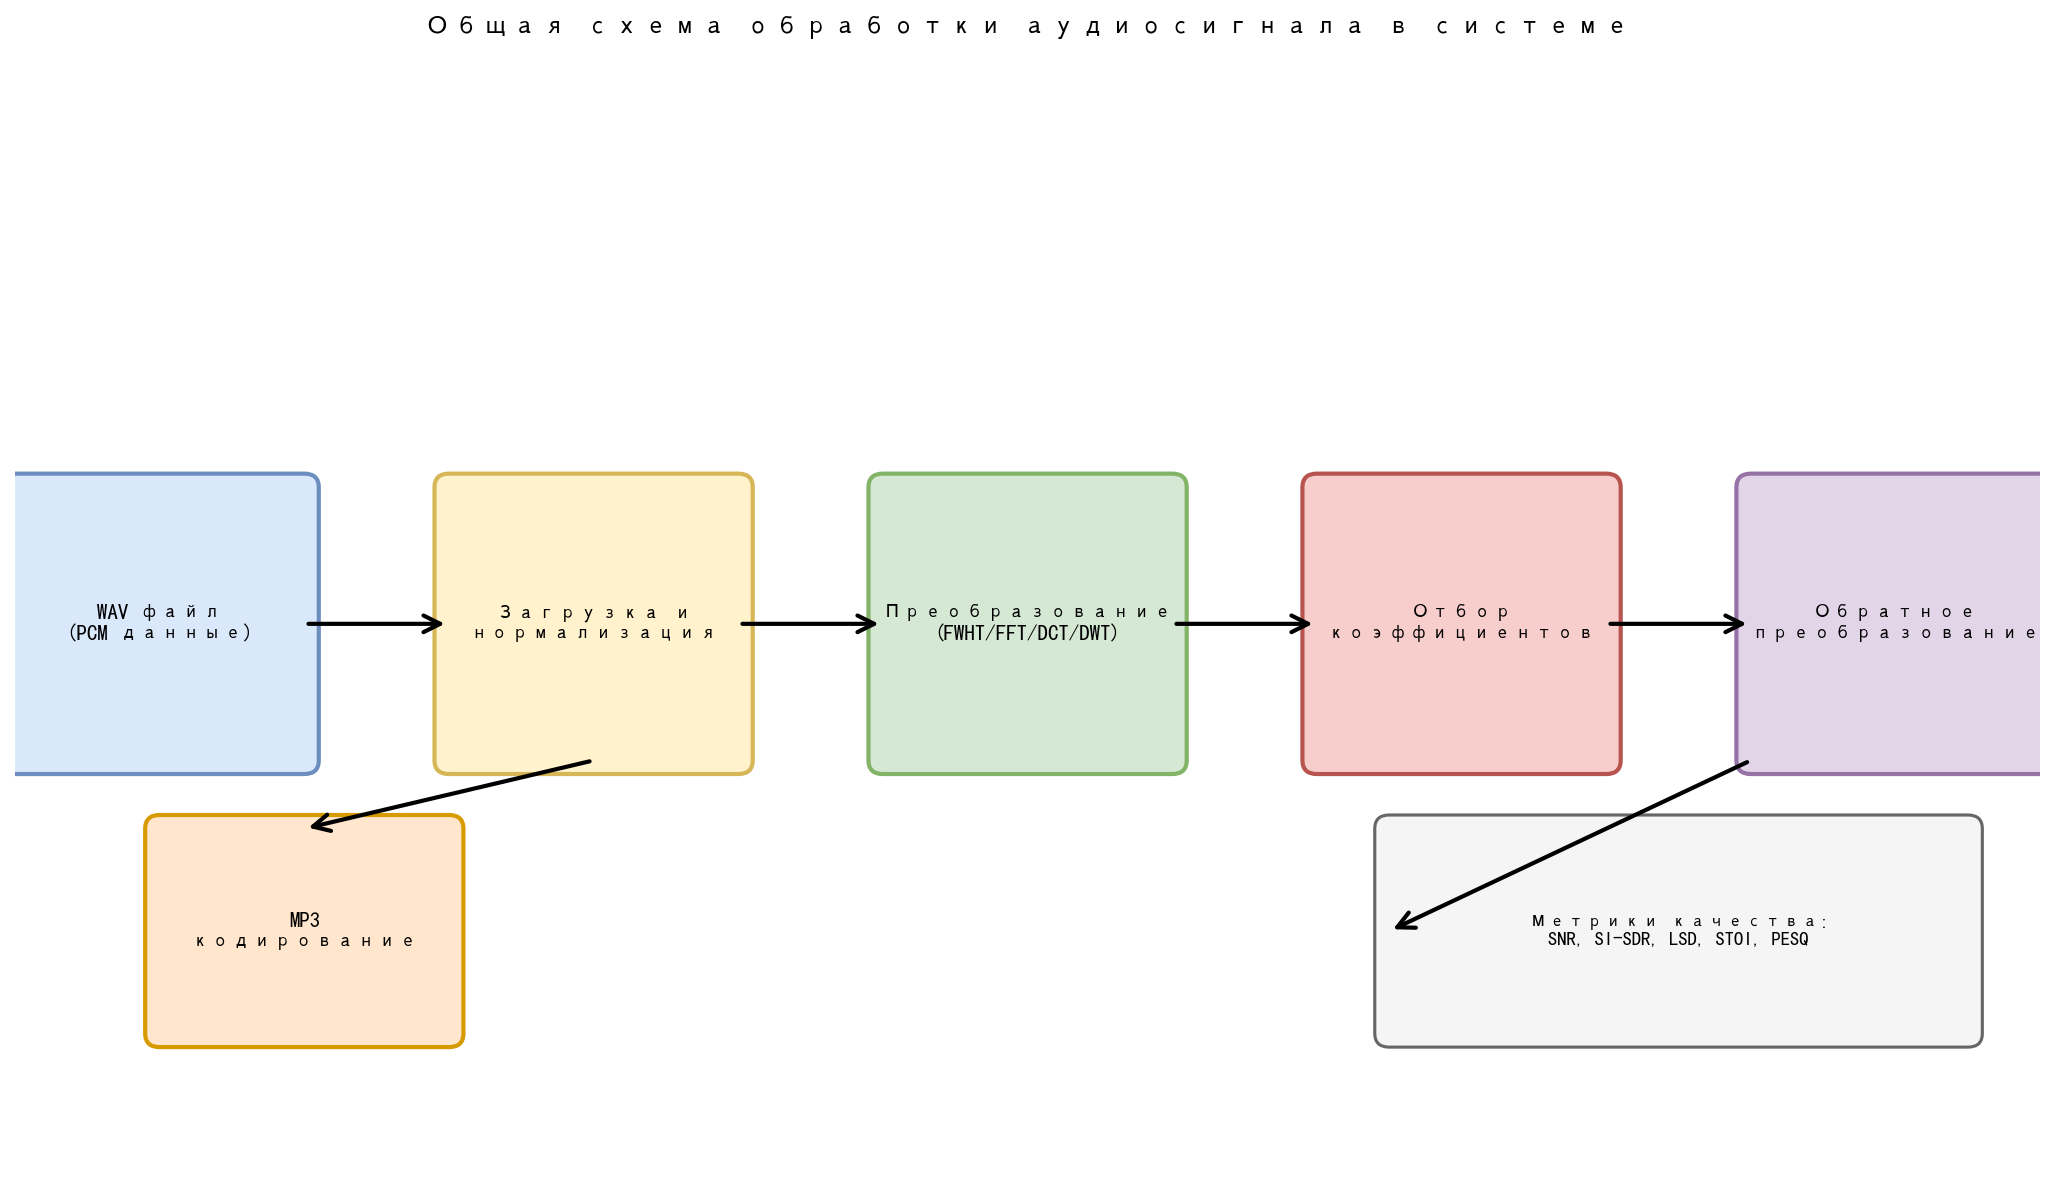 Общая схема обработки аудиосигнала в системе
WAV файл
(PCM данные)
Загрузка и
нормализация
Преобразование
(FWHT/FFT/DCT/DWT)
Отбор
коэффициентов
Обратное
преобразование
MP3
кодирование
Метрики качества:
SNR, SI-SDR, LSD, STOI, PESQ